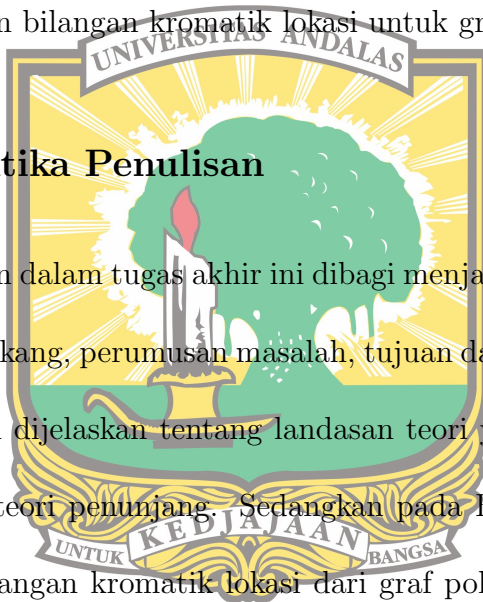 n bilangan kromatik lokasi untuk gr
UNIVERSITAS ANDALAS
tika Penulisan
n dalam tugas akhir ini dibagi menja
kang, perumusan masalah, tujuan da
dijelaskan tentang landasan teori
teori penunjang. Sedangkan pada
UNTUK KEDJAJAAN BANGSA
angan kromatik lokasi dari graf pol